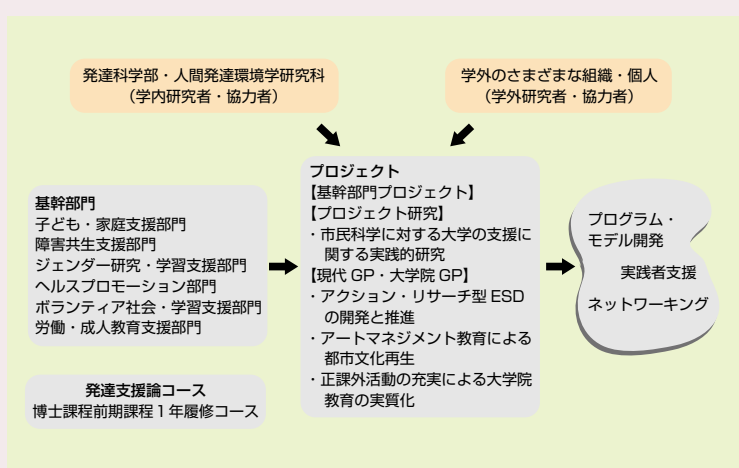 発達科学部・人間発達環境学研究科
（学内研究者・協力者）
学外のさまざまな組織・個人
（学外研究者・協力者）
基幹部門
子ども・家庭支援部門
障害共生支援部門
ジェンダー研究・学習支援部門
ヘルスプロモーション部門
ボランティア社会・学習支援部門
労働・成人教育支援部門
発達支援論コース
博士課程前期課程1年履修コース
プロジェクト
【基幹部門プロジェクト】
【プロジェクト研究】
・市民科学に対する大学の支援に
関する実践的研究
【現代 GP・大学院 GP】
・アクション・リサーチ型 ESD
の開発と推進
・アートマネジメント教育による
都市文化再生
・正課外活動の充実による大学院
教育の実質化
プログラム・
モデル開発
実践者支援
ネットワーキング